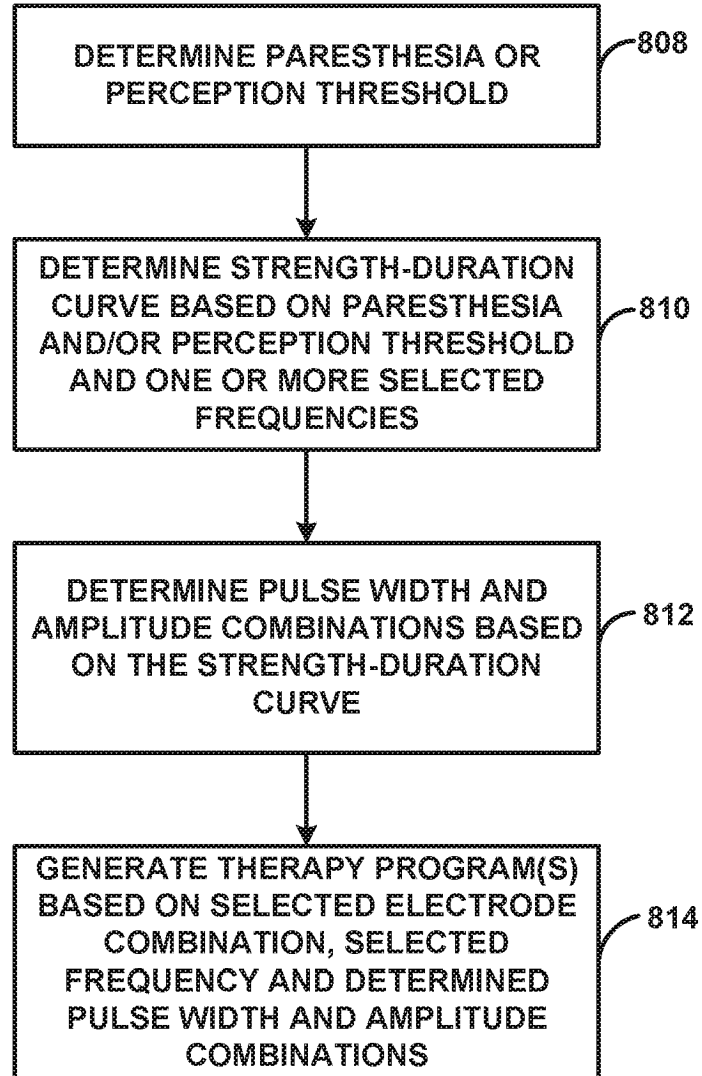 DETERMINE PARESTHESIA OR
PERCEPTION THRESHOLD
808
DETERMINE STRENGTH-DURATION
CURVE BASED ON PARESTHESIA
AND/OR PERCEPTION THRESHOLD
AND ONE OR MORE SELECTED
FREQUENCIES
810
DETERMINE PULSE WIDTH AND
AMPLITUDE COMBINATIONS BASED
ON THE STRENGTH-DURATION
CURVE
812
GENERATE THERAPY PROGRAM(S)
BASED ON SELECTED ELECTRODE
COMBINATION, SELECTED
FREQUENCY AND DETERMINED
PULSE WIDTH AND AMPLITUDE
COMBINATIONS
814